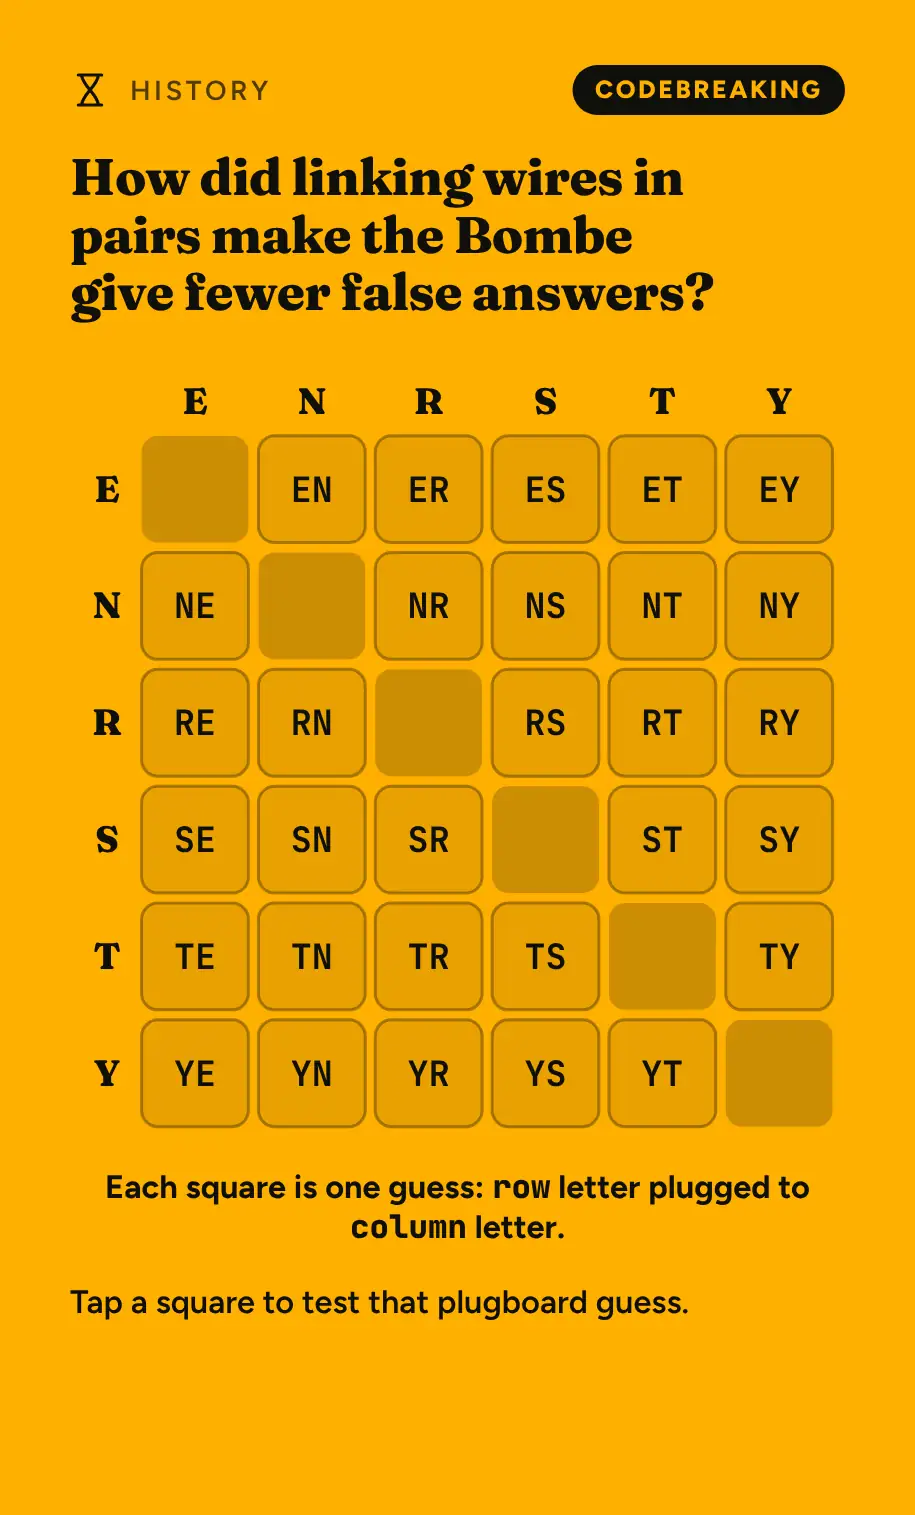 HISTORY
CODEBREAKING
How did linking wires in
pairs make the Bombe
give fewer false answers?
E N R S T Y
E EN ER ES ET EY
N NE NR NS NT NY
R RE RN RS RT RY
S SE SN SR ST SY
T TE TN TR TS TY
Y YE YN YR YS YT
Each square is one guess: row letter plugged to
column letter.
Tap a square to test that plugboard guess.